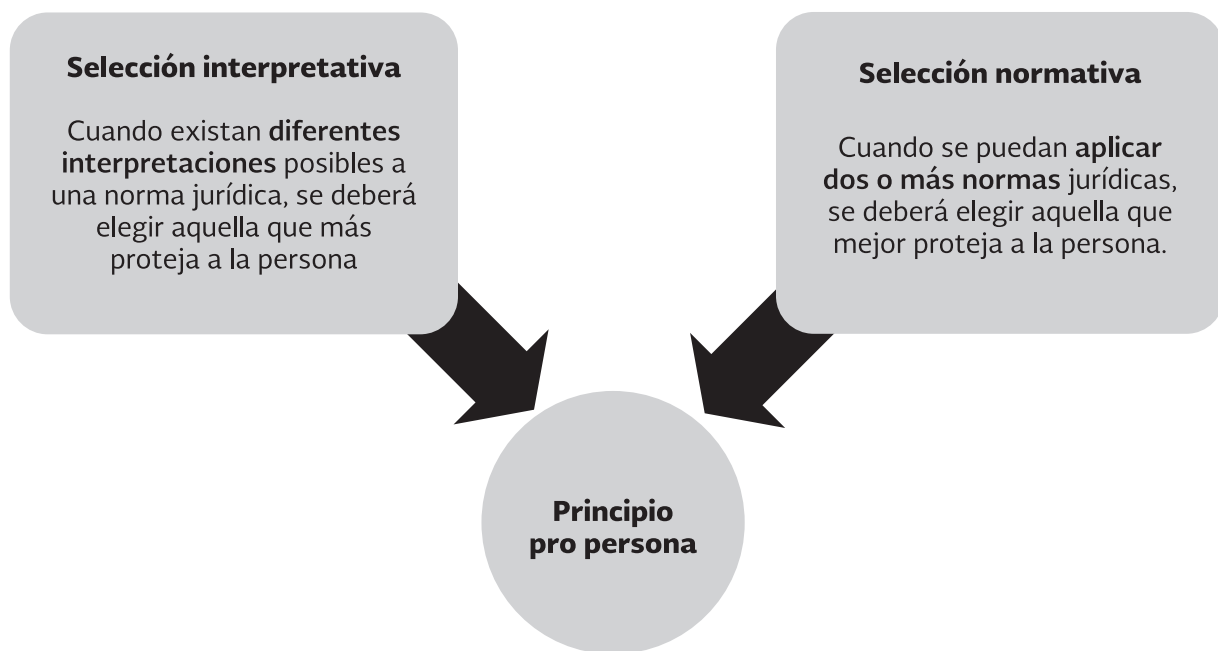 Selección interpretativa
Cuando existan diferentes
interpretaciones posibles a
una norma jurídica, se deberá
elegir aquella que más
proteja a la persona
Selección normativa
Cuando se puedan aplicar
dos o más normas jurídicas,
se deberá elegir aquella que
mejor proteja a la persona.
Principio
pro persona